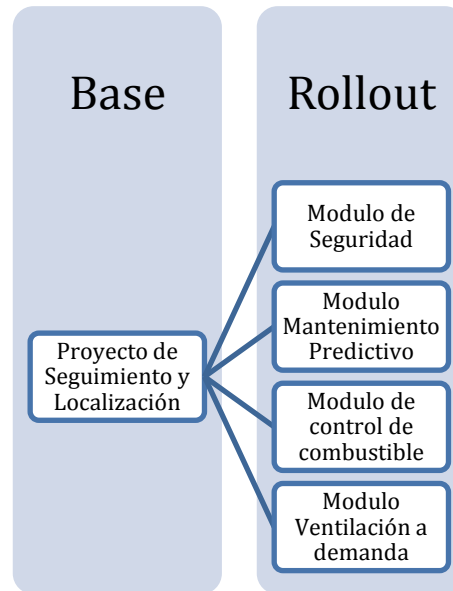 Base
Rollout
Modulo de
Seguridad
Modulo
Mantenimiento
Predictivo
Proyecto de
Seguimiento y
Localización
Modulo de
control de
combustible
Modulo
Ventilación a
demanda